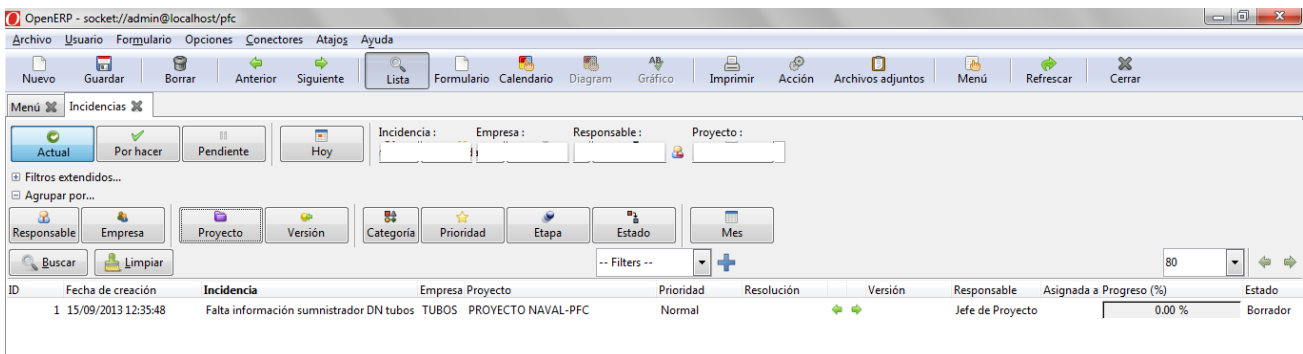 OpenERP - socket://admin@localhost/pfc
Archivo Usuario Formulario Opciones Conectores Atajos Ayuda
Nuevo Guardar Borrar Anterior Siguiente Lista Formulario Calendario Diagram Gráfico Imprimir Acción Archivos adjuntos Menú Refrescar Cerrar
Menú Incidencias
Incidencia : Empresa : Responsable : Proyecto :
Actual Por hacer Pendiente Hoy
Filtros extendidos...
Agrupar por...
Responsable Empresa Proyecto Versión Categoría Prioridad Etapa Estado Mes
Buscar Limpiar -- Filters -- 80
ID Fecha de creación Incidencia Empresa Proyecto Prioridad Resolución Versión Responsable Asignada a Progreso (%) Estado
1 15/09/2013 12:35:48 Falta información sumnistrador DN tubos TUBOS PROYECTO NAVAL-PFC Normal Jefe de Proyecto 0.00 % Borrador